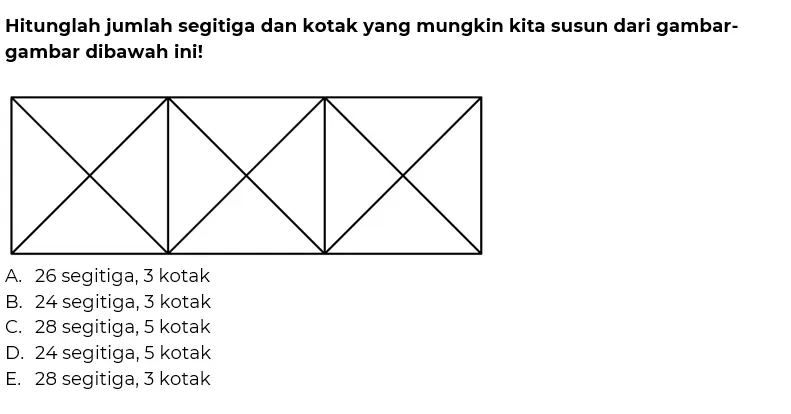 Hitunglah jumlah segitiga dan kotak yang mungkin kita susun dari gambar-
gambar dibawah ini!
A. 26 segitiga, 3 kotak
B. 24 segitiga, 3 kotak
C. 28 segitiga, 5 kotak
D. 24 segitiga, 5 kotak
E. 28 segitiga, 3 kotak